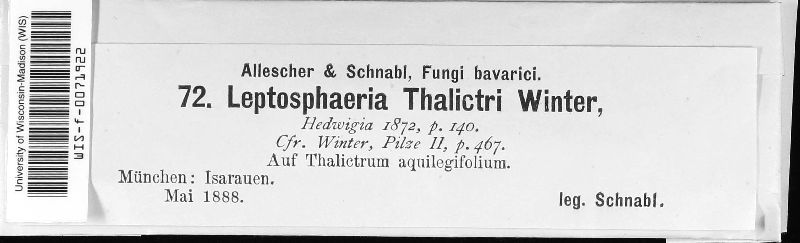 University of Wisconsin-Madison (WIS)
WIS-f-0071922
Allescher & Schnabl, Fungi bavarici.
72. Leptosphaeria Thalictri Winter,
Hedwigia 1872, p. 140.
Cfr. Winter, Pilze II, p. 467.
Auf Thalictrum aquilegifolium.
München: Isarauen.
Mai 1888.
leg. Schnabl.